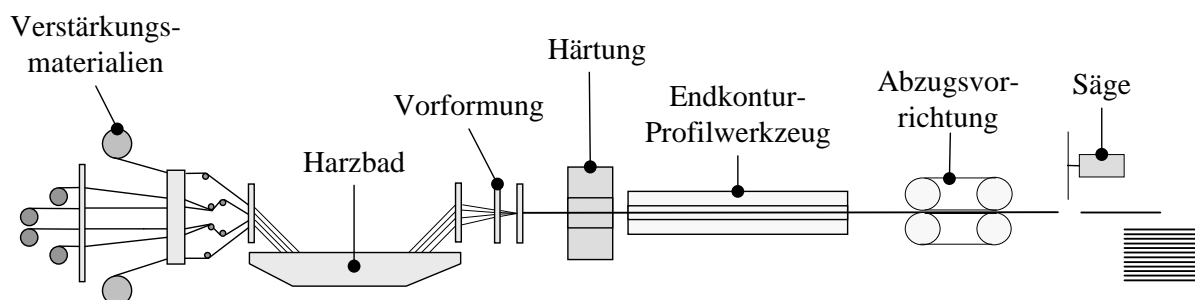 Verstärkungs-
materialien
Harzbad
Vorformung
Härtung
Endkontur-
Profilwerkzeug
Abzugsvor-
richtung
Säge